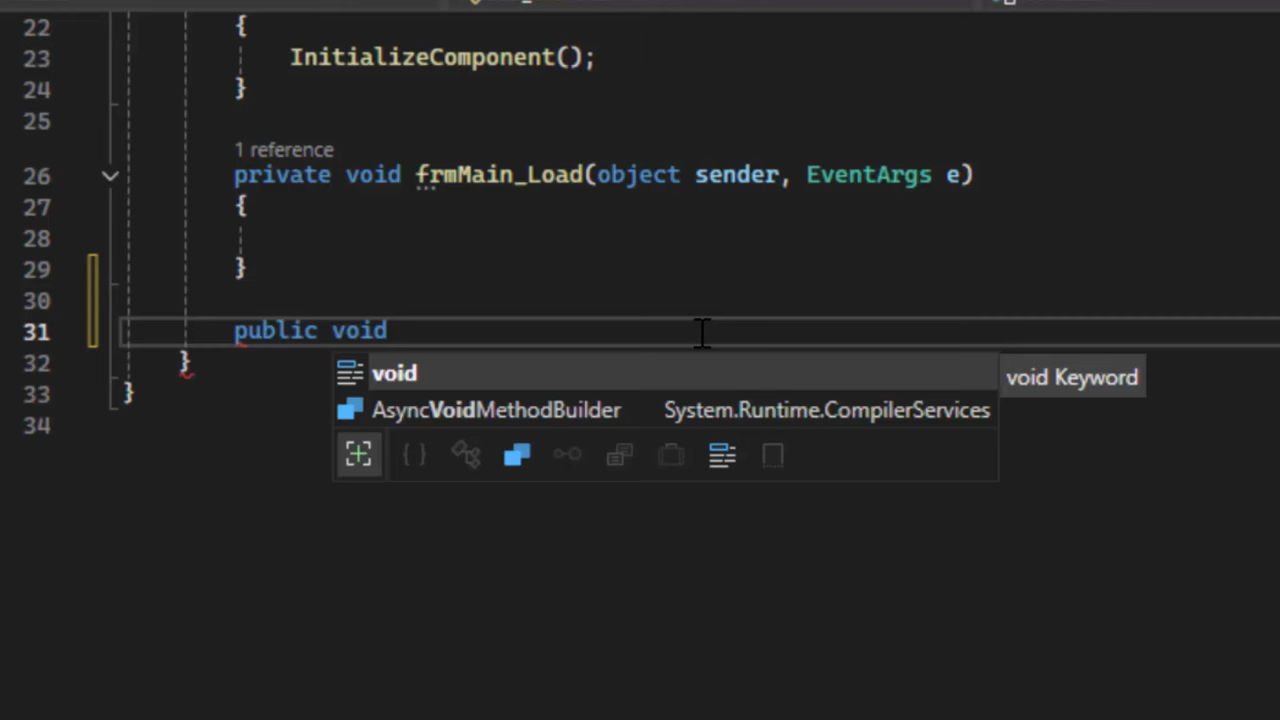 22 {
23 InitializeComponent();
24 }
25
1 reference
26 private void frmMain_Load(object sender, EventArgs e)
27 {
28
29 }
30
31 public void
32 }
33 }
34
void
void Keyword
AsyncVoidMethodBuilder System.Runtime.CompilerServices